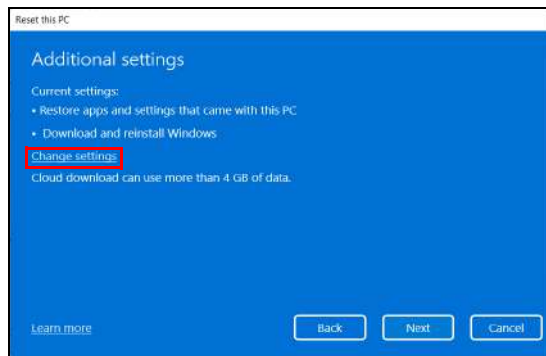 Reset this PC
Additional settings
Current settings:
• Restore apps and settings that came with this PC
• Download and reinstall Windows
Change settings
Cloud download can use more than 4 GB of data.
Learn more
Back
Next
Cancel